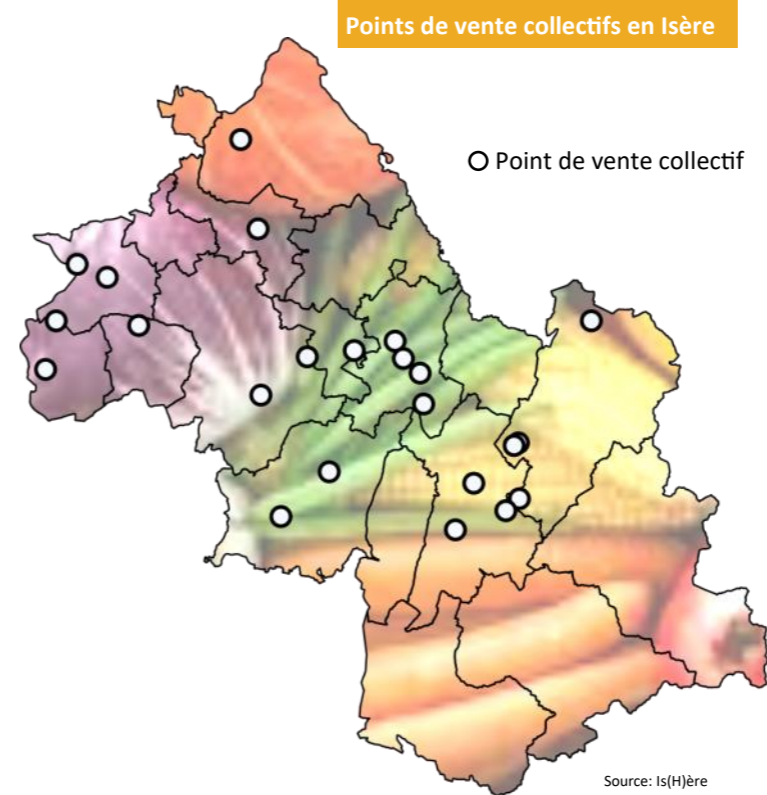 Points de vente collectifs en Isère
Point de vente collectif
Source: Is(H)ère